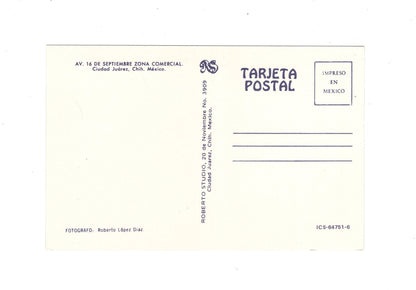 AV. 16 DE SEPTIEMBRE ZONA COMERCIAL.
Ciudad Juárez, Chih. México.
FOTOGRAFO: Roberto López Díaz
RS
ROBERTO STUDIO, 20 de Noviembre No. 3909
Ciudad Juárez, Chih. Mexico.
TARJETA
POSTAL
IMPRESO
EN
MEXICO
ICS-64751-6